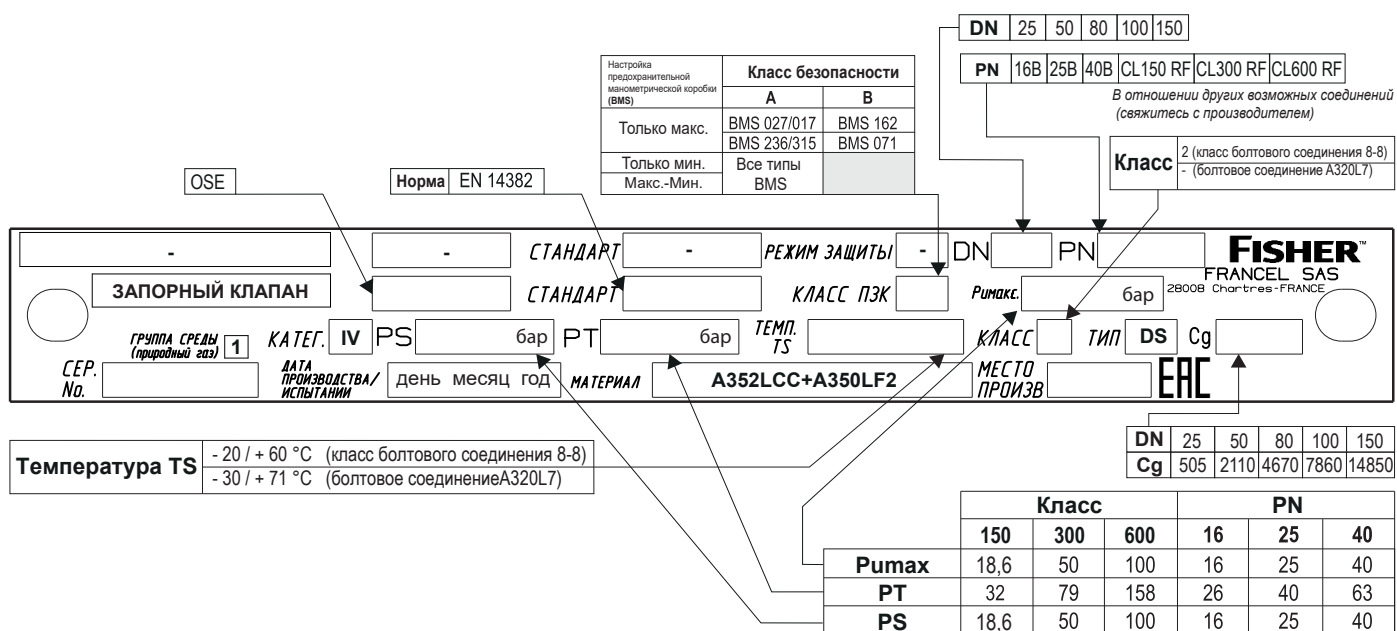 DN 25 50 80 100 150
PN 16B 25B 40B CL150 RF CL300 RF CL600 RF
В отношении других возможных соединений
(свяжитесь с производителем)
Настройка
предохранительной
манометрической коробки
(BMS)
Класс безопасности
A B
Только макс. BMS 027/017 BMS 162
BMS 236/315 BMS 071
Только мин. Все типы
Макс.-Мин. BMS
Класс 2 (класс болтового соединения 8-8)
- (болтовое соединение A320L7)
OSE
Норма EN 14382
- - СТАНДАРТ - РЕЖИМ ЗАЩИТЫ - DN PN FISHER™
FRANCEL SAS
28008 Chartres-FRANCE
ЗАПОРНЫЙ КЛАПАН СТАНДАРТ КЛАСС ПЗК Puмакс. бар
ГРУППА СРЕДЫ
(природный газ) 1 КАТЕГ. IV PS бар PT бар ТЕМП.
TS КЛАСС ТИП DS Cg
СЕР.
No. ДАТА
ПРОИЗВОДСТВА/
ИСПЫТАНИИ день месяц год МАТЕРИАЛ A352LCC+A350LF2 МЕСТО
ПРОИЗВ EAC
Температура TS - 20 / + 60 °C (класс болтового соединения 8-8)
- 30 / + 71 °C (болтовое соединениеA320L7)
DN 25 50 80 100 150
Cg 505 2110 4670 7860 14850
Класс PN
150 300 600 16 25 40
Pumax 18,6 50 100 16 25 40
PT 32 79 158 26 40 63
PS 18,6 50 100 16 25 40